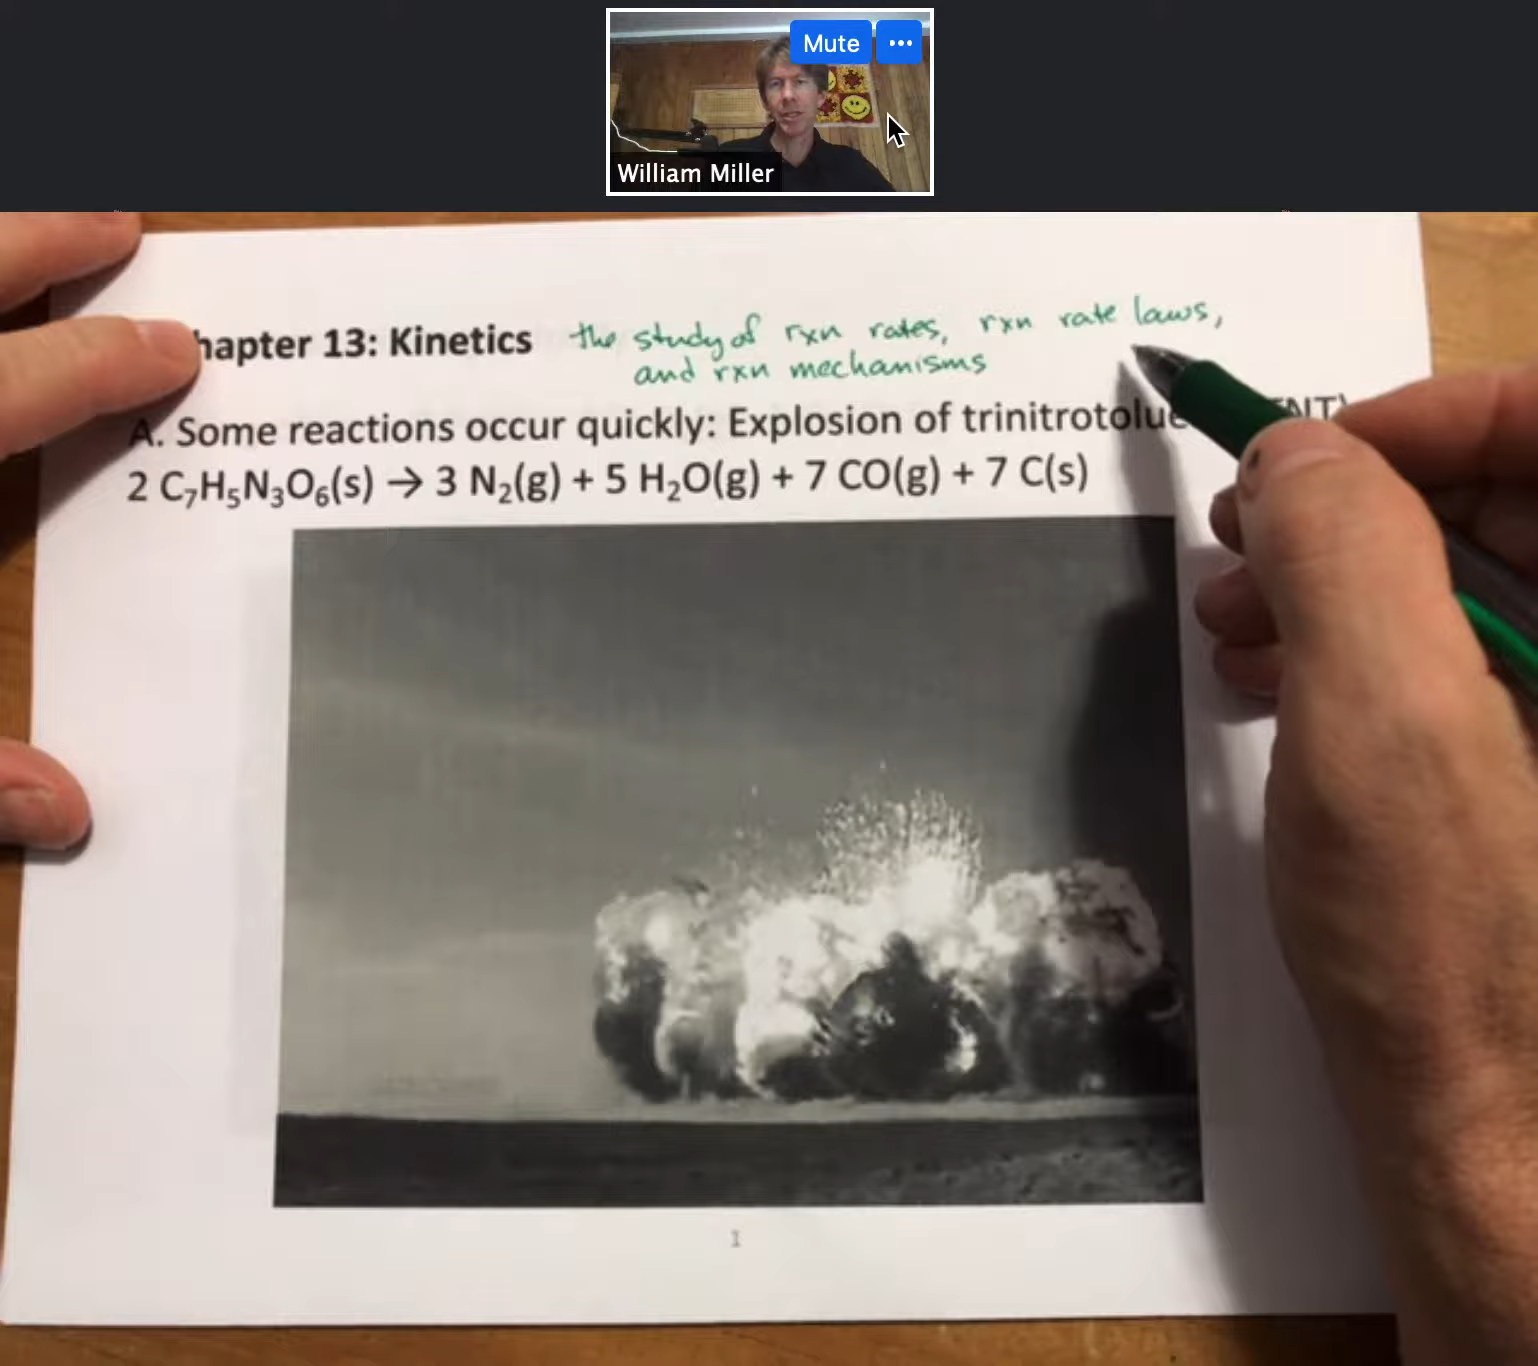 Mute
William Miller
hapter 13: Kinetics the study of rxn rates, rxn rate laws,
and rxn mechanisms
A. Some reactions occur quickly: Explosion of NT)
2 C₇H₅N₃O₆(s) → 3 N₂(g) + 5 H₂O(g) + 7 CO(g) + 7 C(s)
1